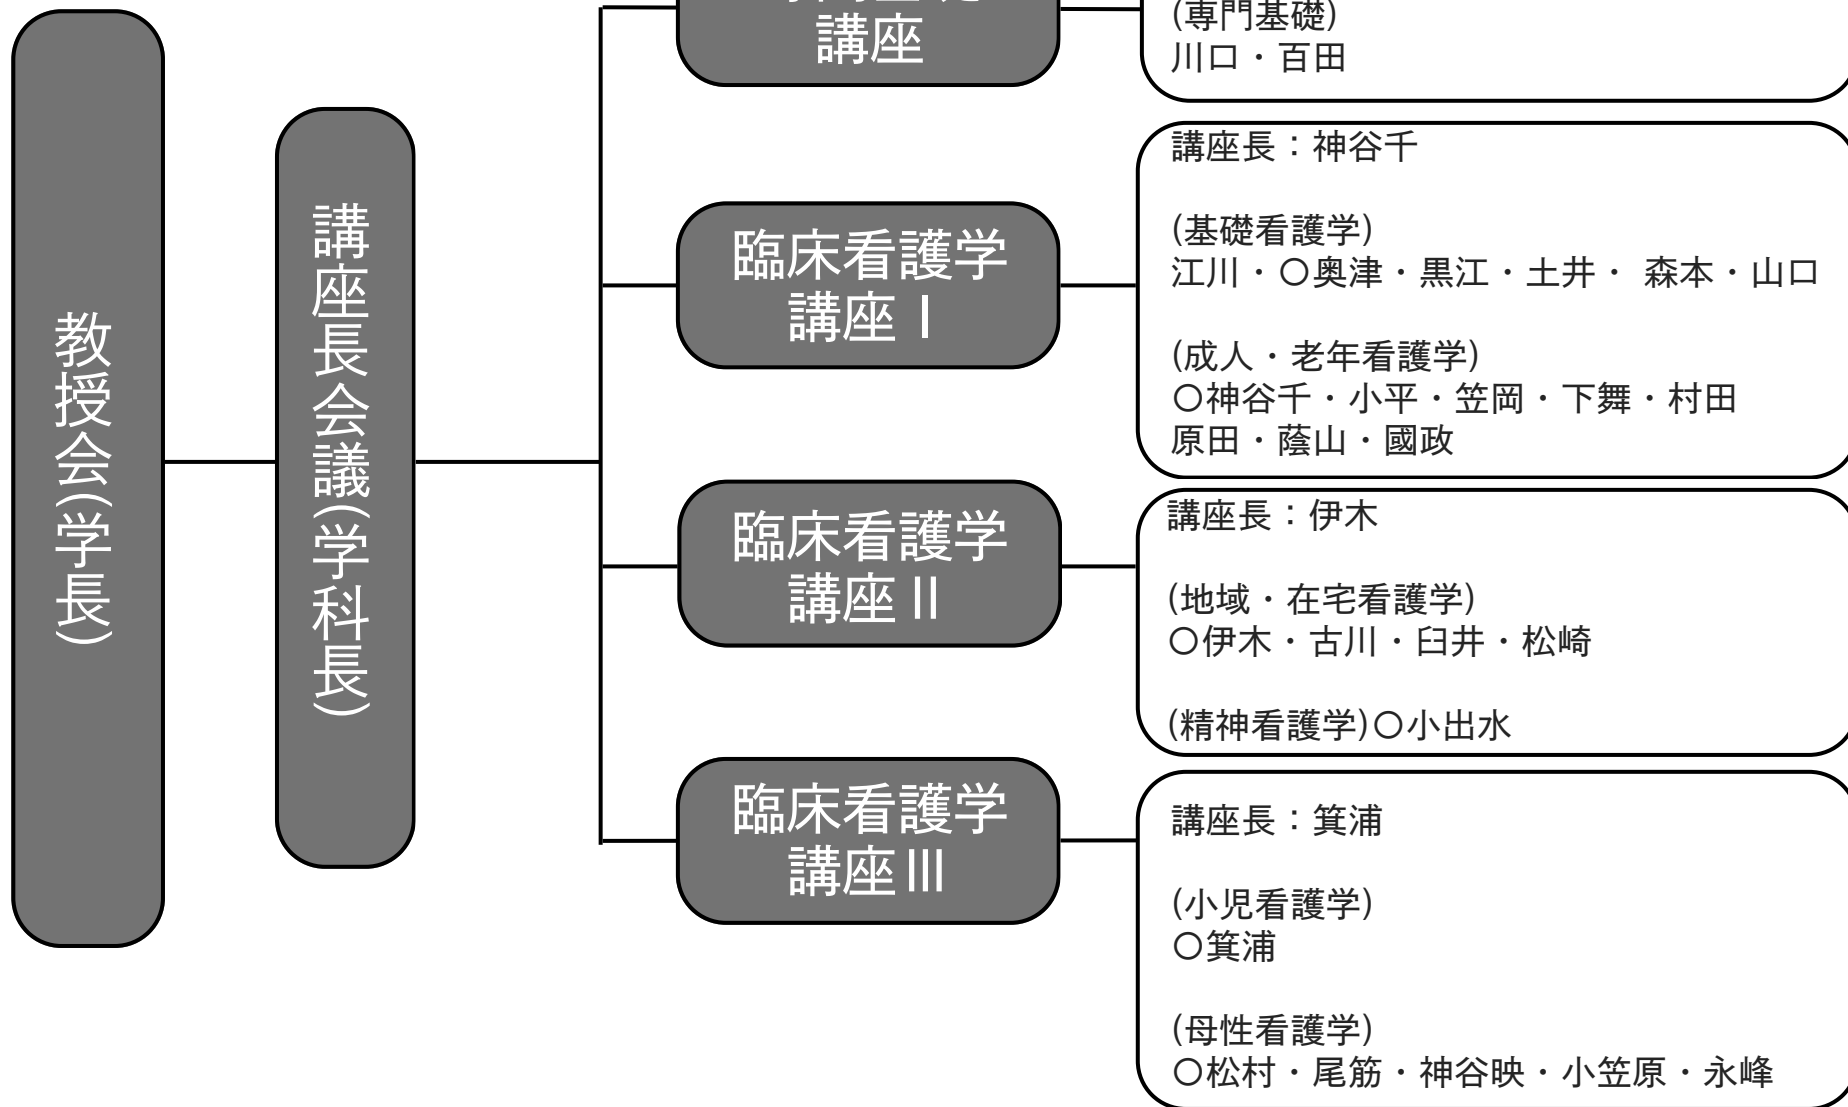 教授会(学長)
講座長会議(学科長)
講座
(専門基礎)
川口・百田
臨床看護学
講座Ⅰ
講座長：神谷千
(基礎看護学)
江川・〇奥津・黒江・土井・ 森本・山口
(成人・老年看護学)
〇神谷千・小平・笠岡・下舞・村田
原田・蔭山・國政
臨床看護学
講座Ⅱ
講座長：伊木
(地域・在宅看護学)
〇伊木・古川・臼井・松崎
(精神看護学)〇小出水
臨床看護学
講座Ⅲ
講座長：箕浦
(小児看護学)
〇箕浦
(母性看護学)
〇松村・尾筋・神谷映・小笠原・永峰